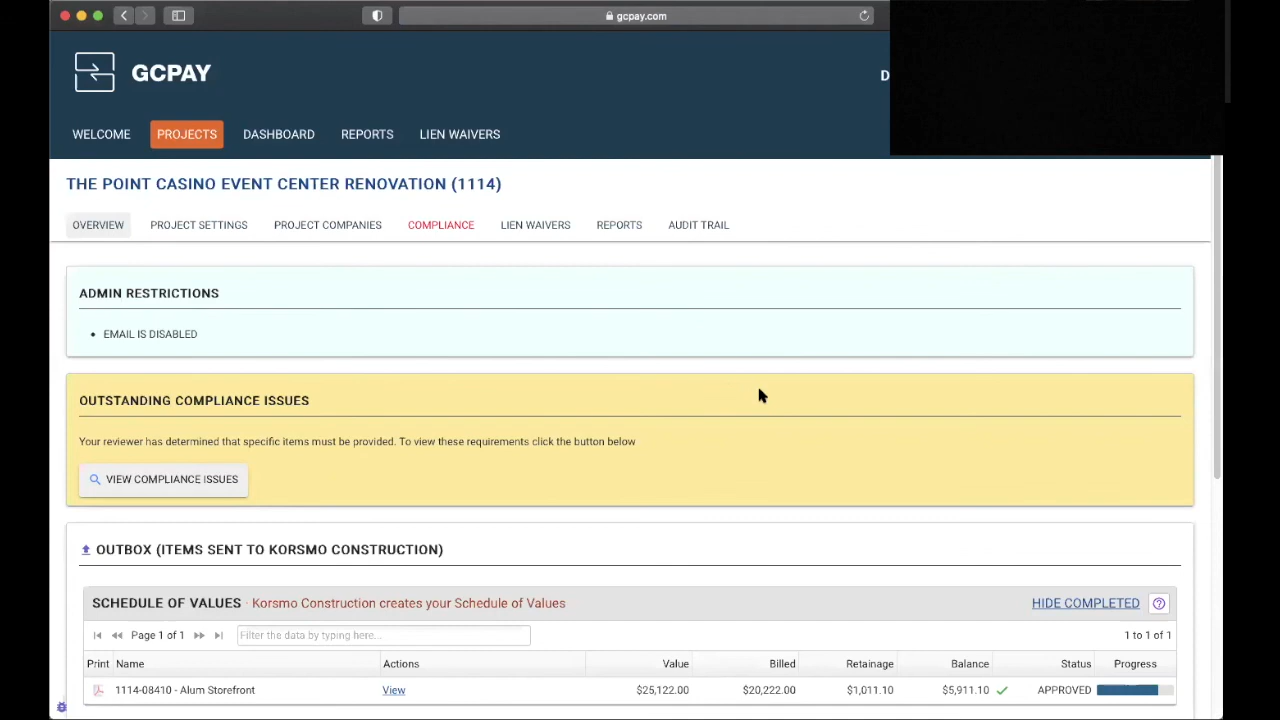 gcpay.com
GCPAY
D
WELCOME PROJECTS DASHBOARD REPORTS LIEN WAIVERS
THE POINT CASINO EVENT CENTER RENOVATION (1114)
OVERVIEW PROJECT SETTINGS PROJECT COMPANIES COMPLIANCE LIEN WAIVERS REPORTS AUDIT TRAIL
ADMIN RESTRICTIONS
• EMAIL IS DISABLED
OUTSTANDING COMPLIANCE ISSUES
Your reviewer has determined that specific items must be provided. To view these requirements click the button below
VIEW COMPLIANCE ISSUES
OUTBOX (ITEMS SENT TO KORSMO CONSTRUCTION)
SCHEDULE OF VALUES · Korsmo Construction creates your Schedule of Values HIDE COMPLETED
Page 1 of 1 Filter the data by typing here... 1 to 1 of 1
Print Name Actions Value Billed Retainage Balance Status Progress
1114-08410 - Alum Storefront View $25,122.00 $20,222.00 $1,011.10 $5,911.10 APPROVED